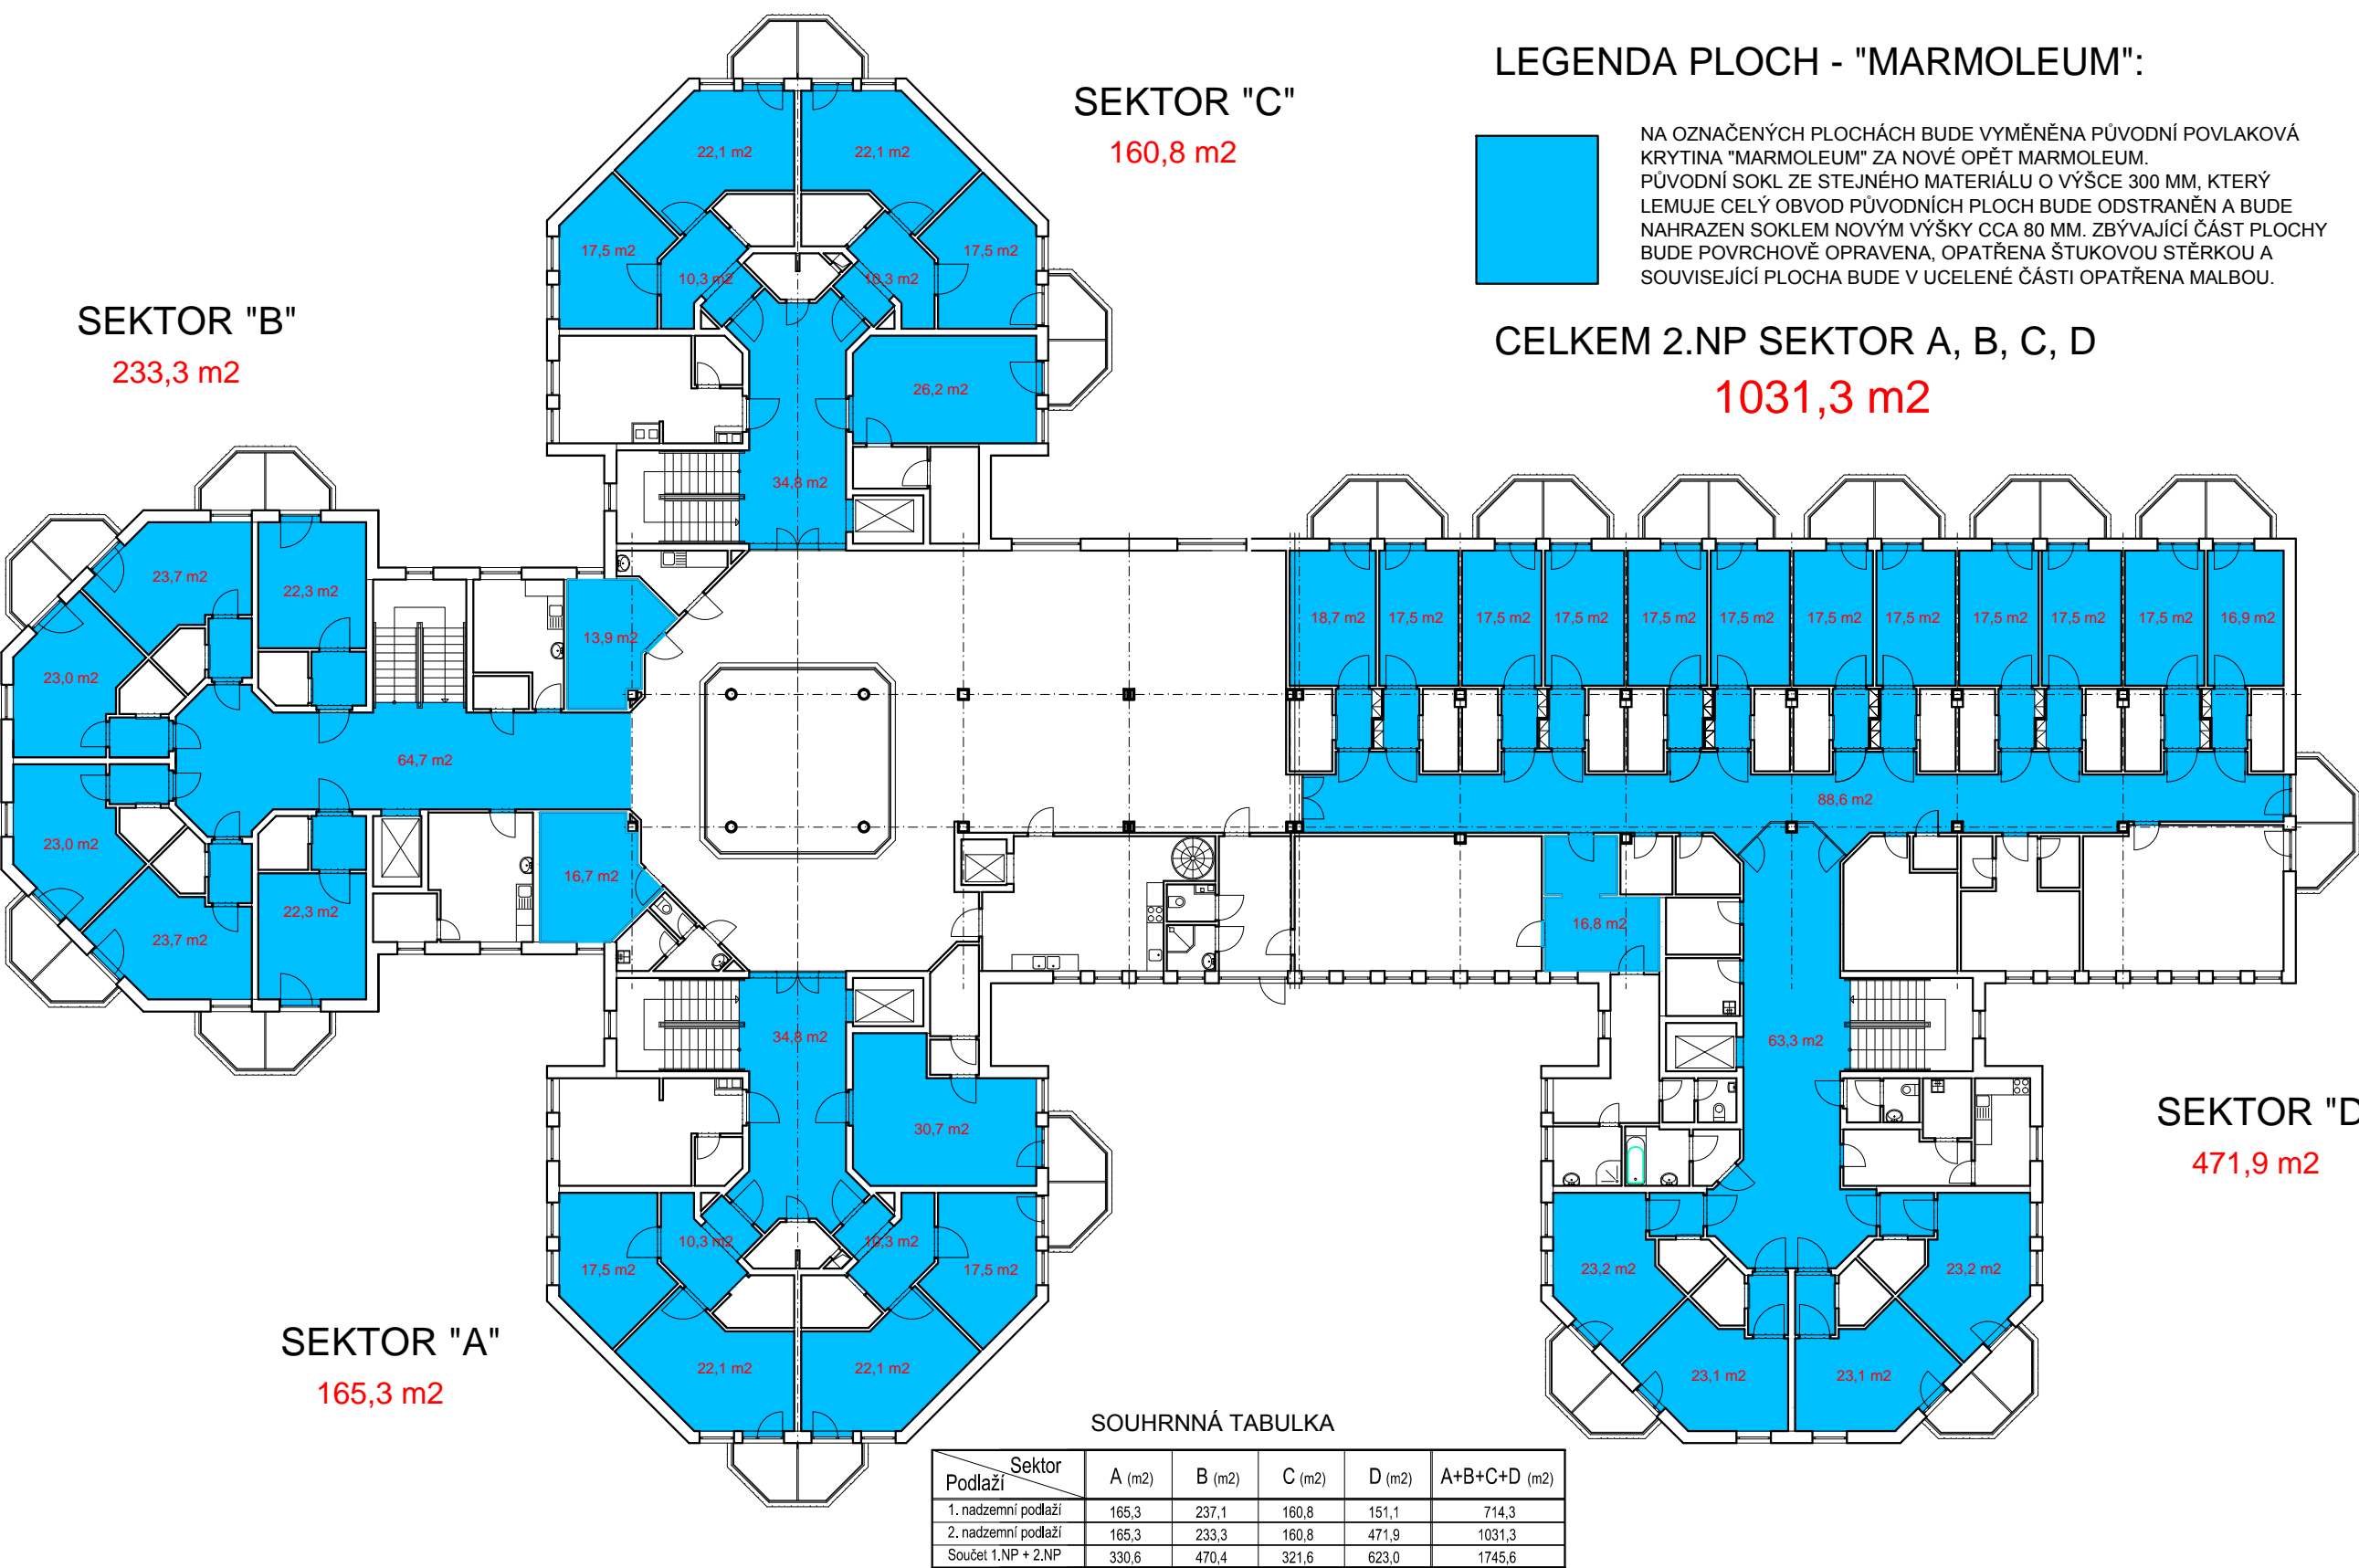 LEGENDA PLOCH - "MARMOLEUM":
NA OZNAČENÝCH PLOCHÁCH BUDE VYMĚNĚNA PŮVODNÍ POVLAKOVÁ
KRYTINA "MARMOLEUM" ZA NOVÉ OPĚT MARMOLEUM.
PŮVODNÍ SOKL ZE STEJNÉHO MATERIÁLU O VÝŠCE 300 MM, KTERÝ
LEMUJE CELÝ OBVOD PŮVODNÍCH PLOCH BUDE ODSTRANĚN A BUDE
NAHRAZEN SOKLEM NOVÝM VÝŠKY CCA 80 MM. ZBÝVAJÍCÍ ČÁST PLOCHY
BUDE POVRCHOVĚ OPRAVENA, OPATŘENA ŠTUKOVOU STĚRKOU A
SOUVISEJÍCÍ PLOCHA BUDE V UCELENÉ ČÁSTI OPATŘENA MALBOU.
CELKEM 2.NP SEKTOR A, B, C, D
1031,3 m2
SEKTOR "C"
160,8 m2
22,1 m2
22,1 m2
17,5 m2
17,5 m2
10,3 m2
10,3 m2
26,2 m2
34,8 m2
SEKTOR "B"
233,3 m2
23,7 m2
22,3 m2
13,9 m2
23,0 m2
64,7 m2
23,0 m2
16,7 m2
22,3 m2
23,7 m2
18,7 m2
17,5 m2
17,5 m2
17,5 m2
17,5 m2
17,5 m2
17,5 m2
17,5 m2
17,5 m2
17,5 m2
17,5 m2
16,9 m2
88,6 m2
16,8 m2
63,3 m2
SEKTOR "D
471,9 m2
23,2 m2
23,2 m2
23,1 m2
23,1 m2
34,8 m2
30,7 m2
10,3 m2
10,3 m2
17,5 m2
17,5 m2
22,1 m2
22,1 m2
SEKTOR "A"
165,3 m2
SOUHRNNÁ TABULKA
Sektor
Podlaží A (m2) B (m2) C (m2) D (m2) A+B+C+D (m2)
1. nadzemní podlaží 165,3 237,1 160,8 151,1 714,3
2. nadzemní podlaží 165,3 233,3 160,8 471,9 1031,3
Součet 1.NP + 2.NP 330,6 470,4 321,6 623,0 1745,6